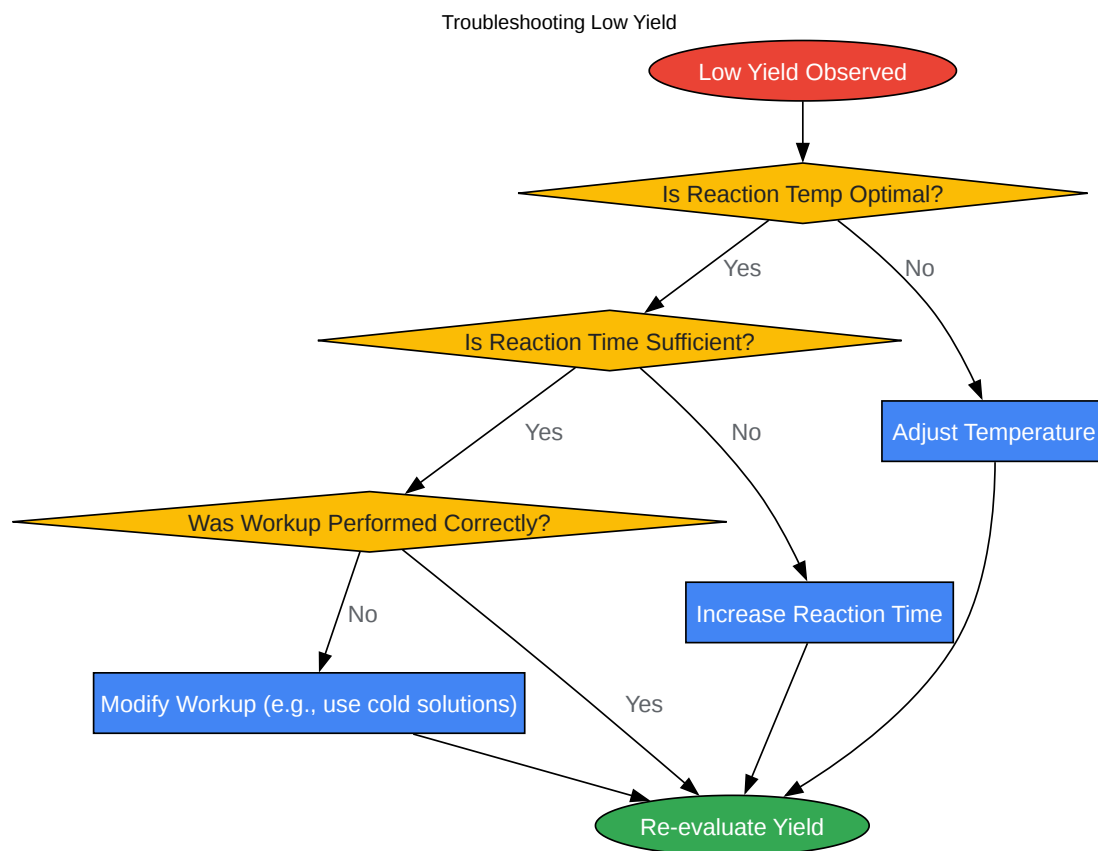 Troubleshooting Low Yield
Low Yield Observed
Is Reaction Temp Optimal?
Yes
No
Is Reaction Time Sufficient?
Yes
No
Adjust Temperature
Was Workup Performed Correctly?
No
Increase Reaction Time
Modify Workup (e.g., use cold solutions)
Yes
Re-evaluate Yield